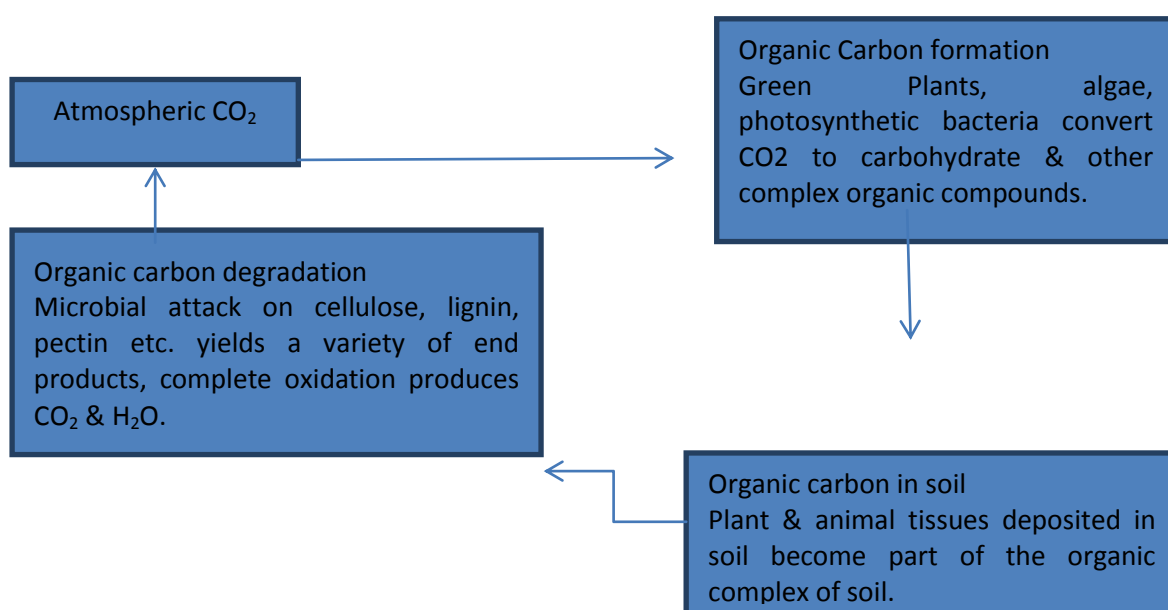 Atmospheric CO₂
Organic Carbon formation
Green Plants, algae,
photosynthetic bacteria convert
CO2 to carbohydrate & other
complex organic compounds.
Organic carbon degradation
Microbial attack on cellulose, lignin,
pectin etc. yields a variety of end
products, complete oxidation produces
CO₂ & H₂O.
Organic carbon in soil
Plant & animal tissues deposited in
soil become part of the organic
complex of soil.